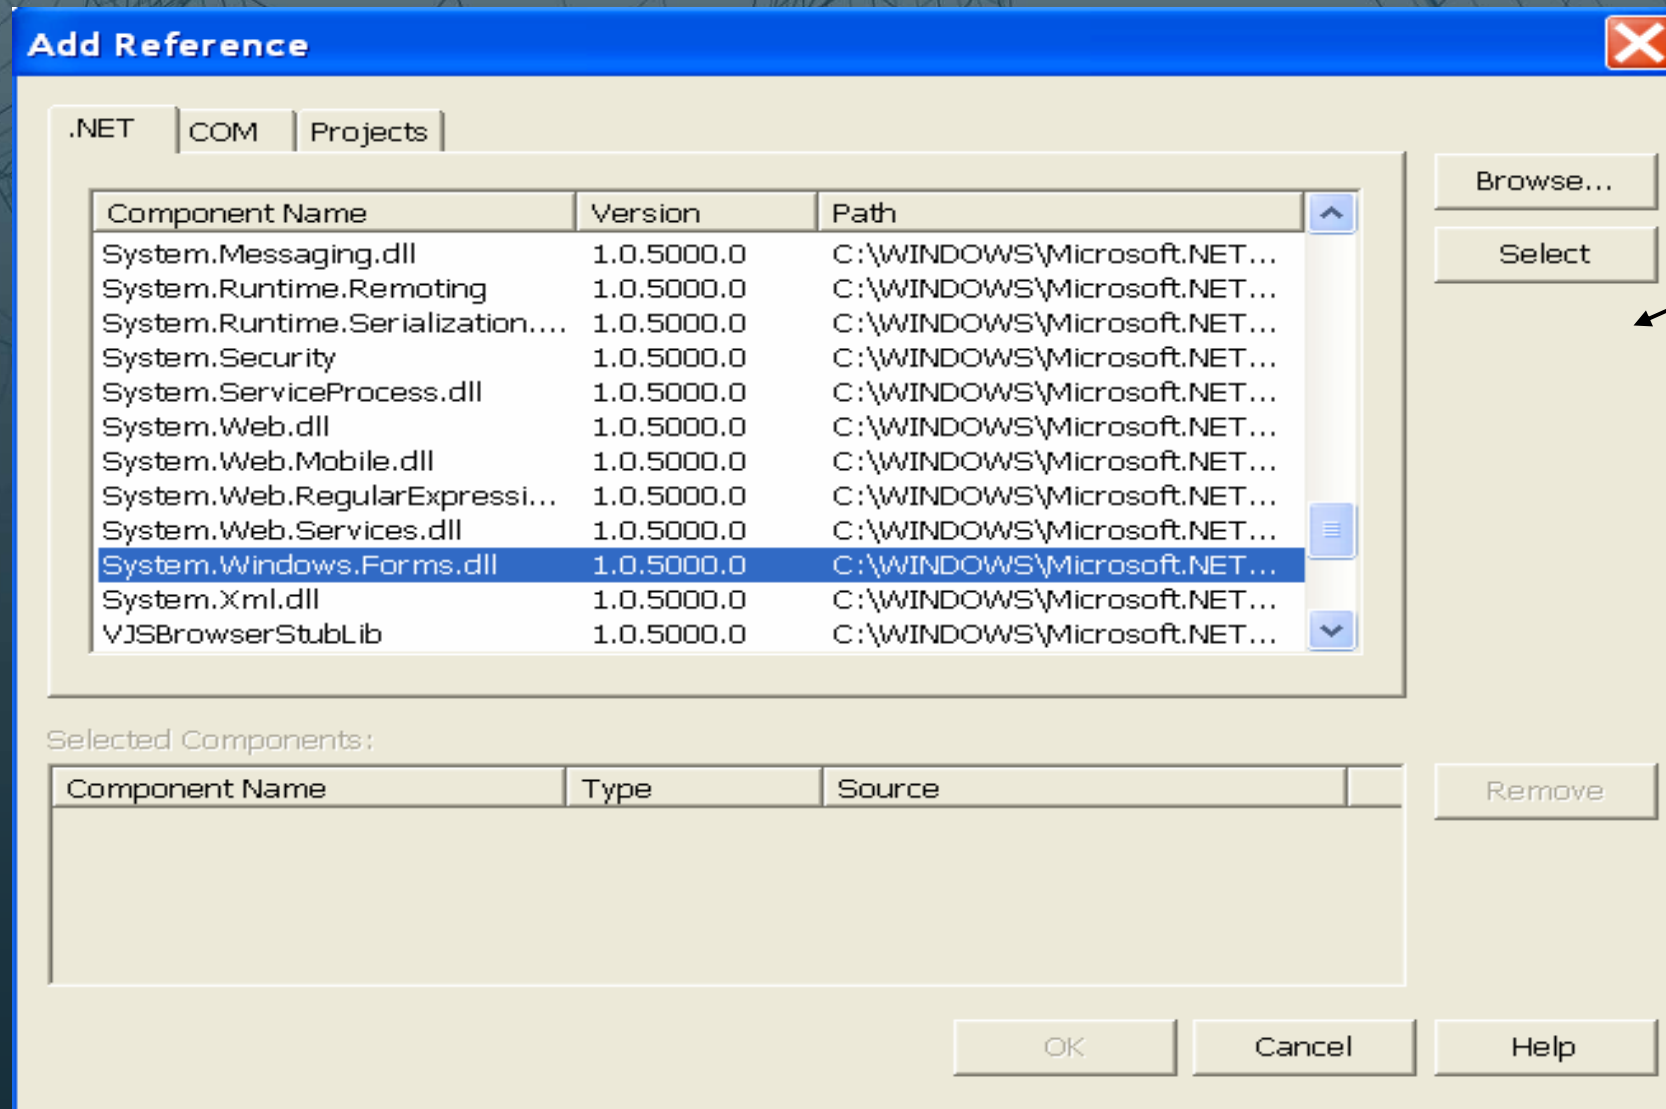 Add Reference
.NET COM Projects
Browse...
Component Name Version Path
Select
System.Messaging.dll 1.0.5000.0 C:\WINDOWS\Microsoft.NET...
System.Runtime.Remoting 1.0.5000.0 C:\WINDOWS\Microsoft.NET...
System.Runtime.Serialization.... 1.0.5000.0 C:\WINDOWS\Microsoft.NET...
System.Security 1.0.5000.0 C:\WINDOWS\Microsoft.NET...
System.ServiceProcess.dll 1.0.5000.0 C:\WINDOWS\Microsoft.NET...
System.Web.dll 1.0.5000.0 C:\WINDOWS\Microsoft.NET...
System.Web.Mobile.dll 1.0.5000.0 C:\WINDOWS\Microsoft.NET...
System.Web.RegularExpressi... 1.0.5000.0 C:\WINDOWS\Microsoft.NET...
System.Web.Services.dll 1.0.5000.0 C:\WINDOWS\Microsoft.NET...
System.Windows.Forms.dll 1.0.5000.0 C:\WINDOWS\Microsoft.NET...
System.Xml.dll 1.0.5000.0 C:\WINDOWS\Microsoft.NET...
VJSBrowserStubLib 1.0.5000.0 C:\WINDOWS\Microsoft.NET...
Selected Components:
Component Name Type Source
Remove
OK Cancel Help